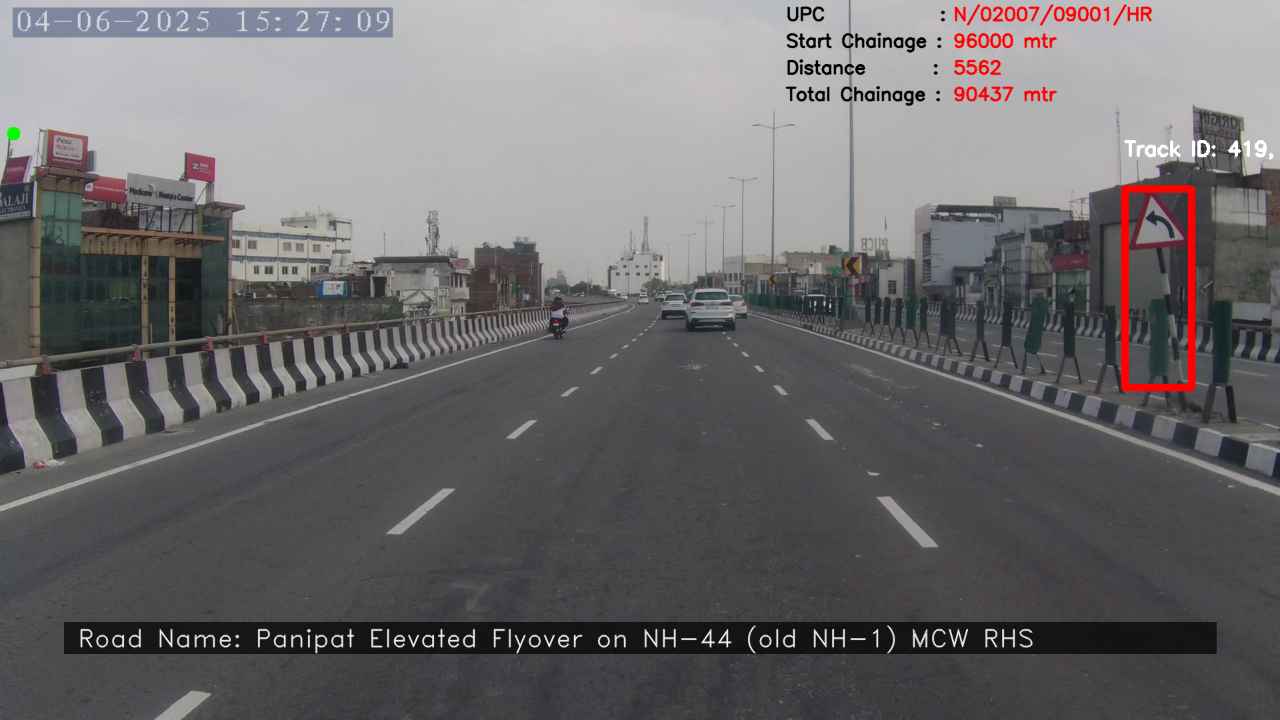 04-06-2025 15:27:09
UPC : N/02007/09001/HR
Start Chainage : 96000 mtr
Distance : 5562
Total Chainage : 90437 mtr
Track ID: 419,
Road Name: Panipat Elevated Flyover on NH-44 (old NH-1) MCW RHS